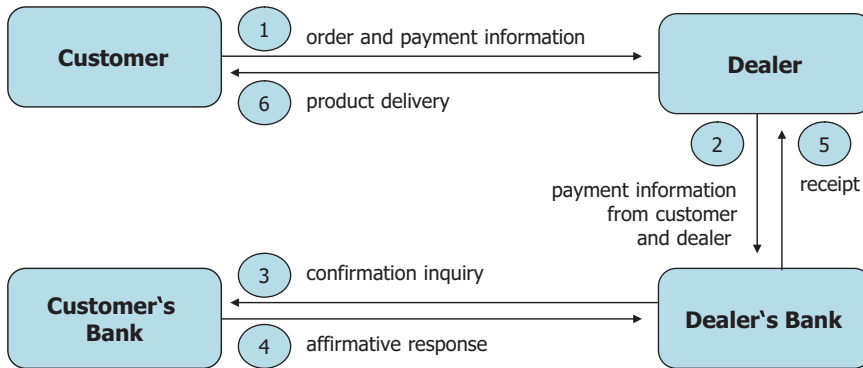 Customer
1
order and payment information
Dealer
6
product delivery
2
5
payment information
from customer
and dealer
receipt
3
confirmation inquiry
Customer‘s
Bank
Dealer‘s Bank
4
affirmative response